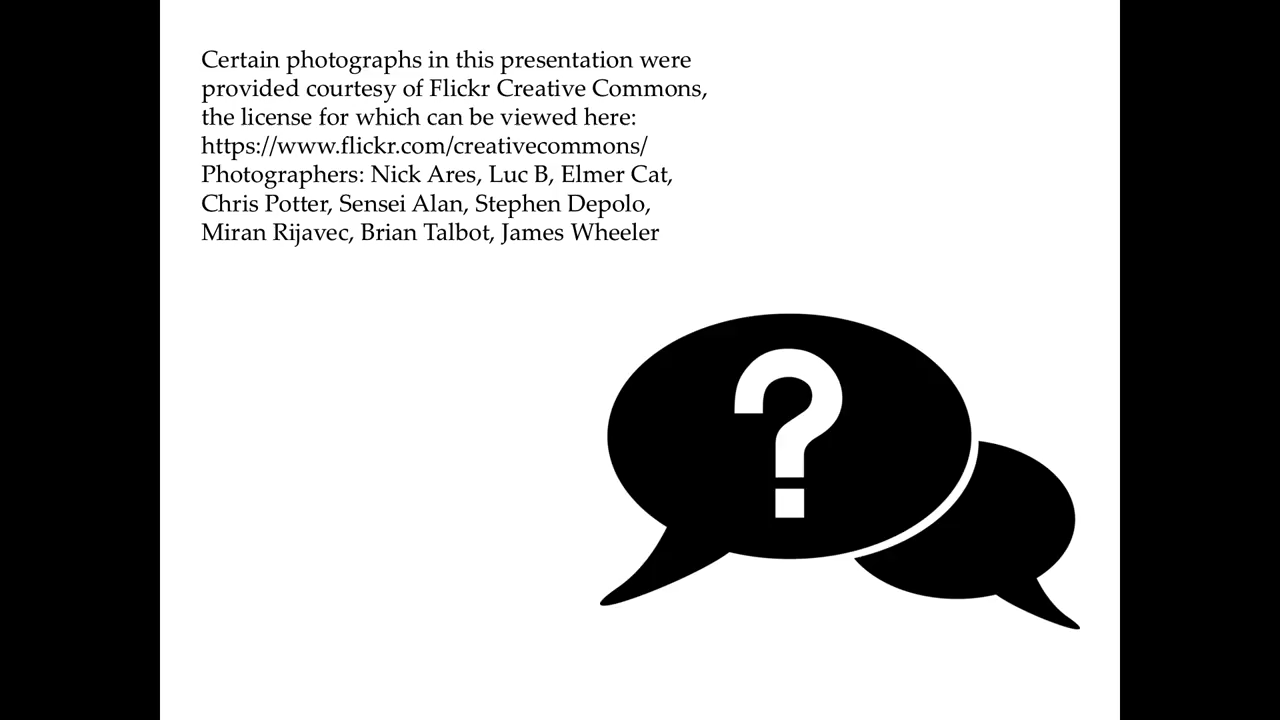 Certain photographs in this presentation were
provided courtesy of Flickr Creative Commons,
the license for which can be viewed here:
https://www.flickr.com/creativecommons/
Photographers: Nick Ares, Luc B, Elmer Cat,
Chris Potter, Sensei Alan, Stephen Depolo,
Miran Rijavec, Brian Talbot, James Wheeler
?